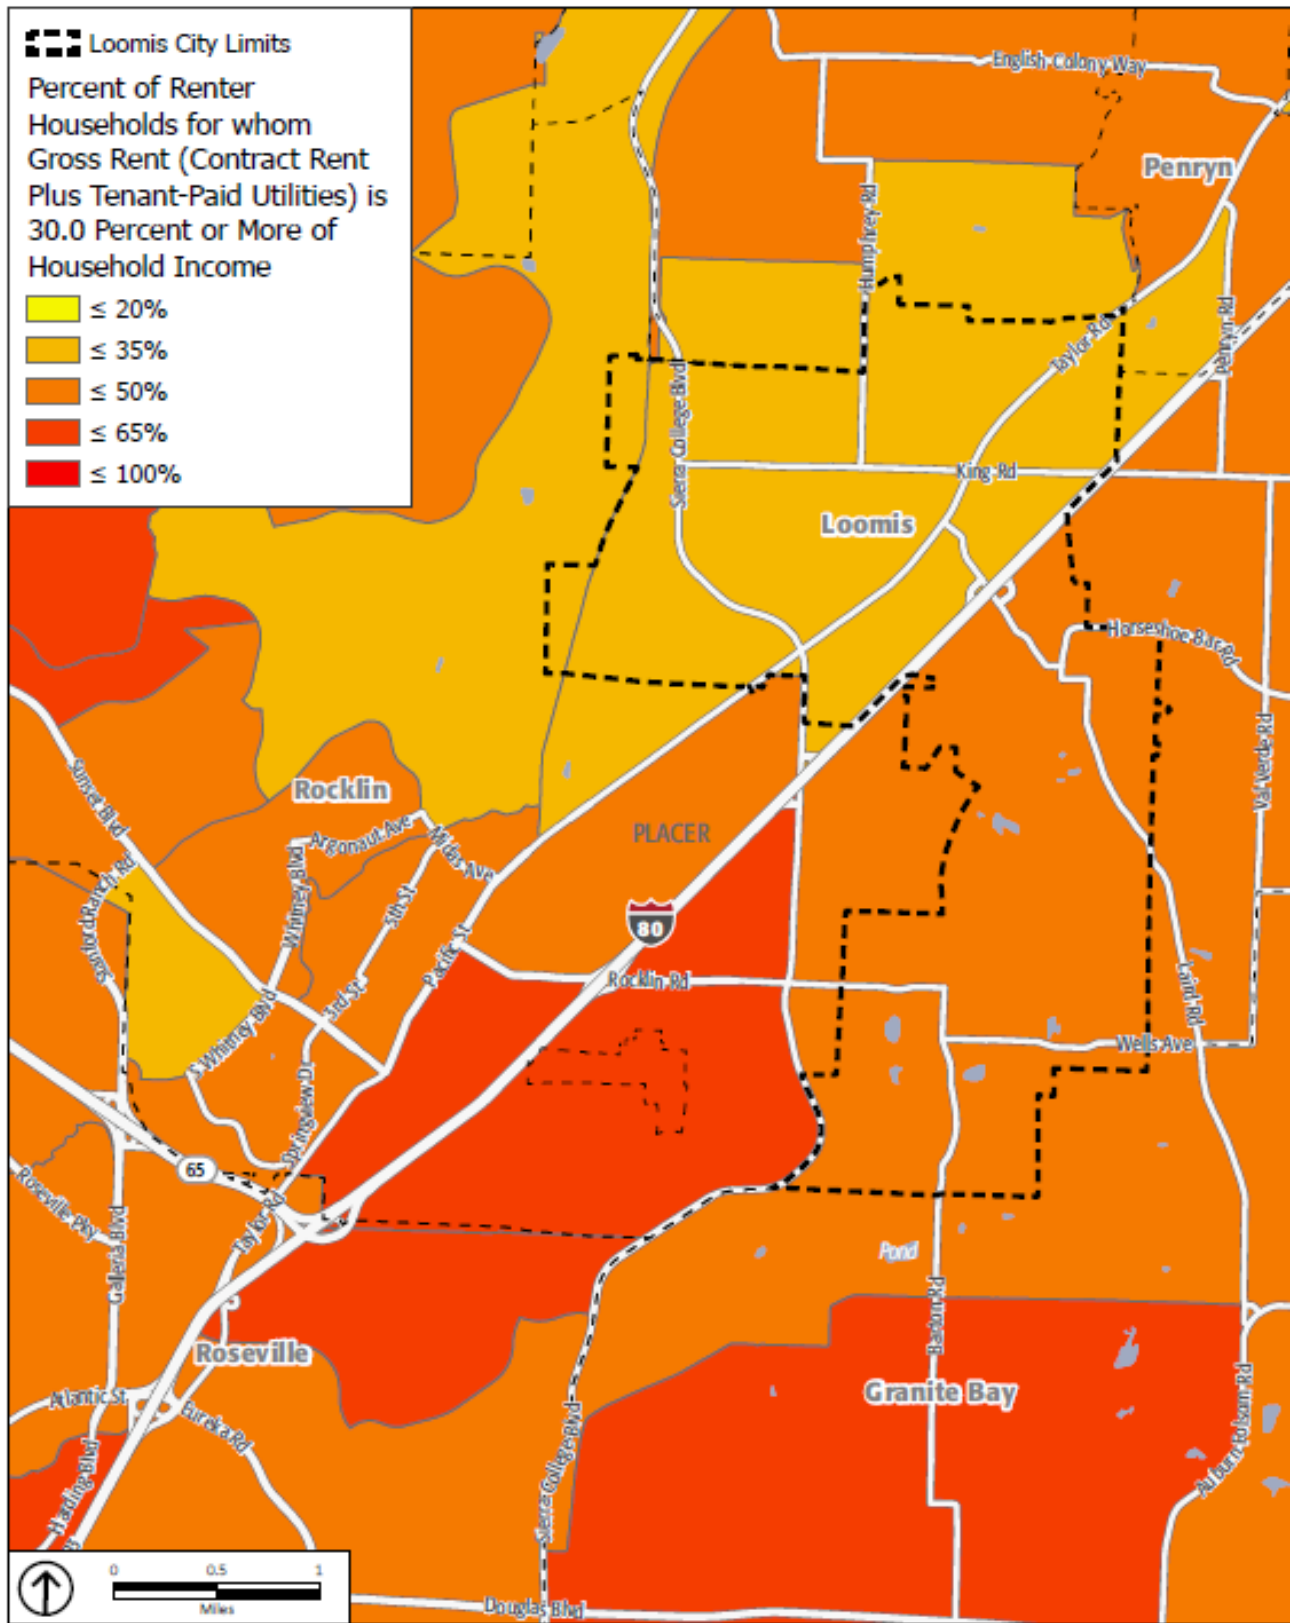 Loomis City Limits
Percent of Renter
Households for whom
Gross Rent (Contract Rent
Plus Tenant-Paid Utilities) is
30.0 Percent or More of
Household Income
≤ 20%
≤ 35%
≤ 50%
≤ 65%
≤ 100%
English Colony Way
Penryn
Humphrey Rd
Taylor Rd
Penryn Rd
Sierra College Blvd
King Rd
Loomis
Horseshoe Bar Rd
Val Verde Rd
Sunset Blvd
Rocklin
Argonaut Ave
Midas Ave
PLACER
Whitney Blvd
5th St
Pacific St
80
Rocklin Rd
3rd St
Laird Rd
S Whitney Blvd
Wells Ave
Springview Dr
65
Roseville Pky
Galleria Blvd
Taylor Rd
Pond
Barton Rd
Roseville
Granite Bay
Atlantic St
Eureka Rd
Auburn Folsom Rd
Harding Blvd
Sierra College Blvd
0 0.5 1
Miles
Douglas Blvd